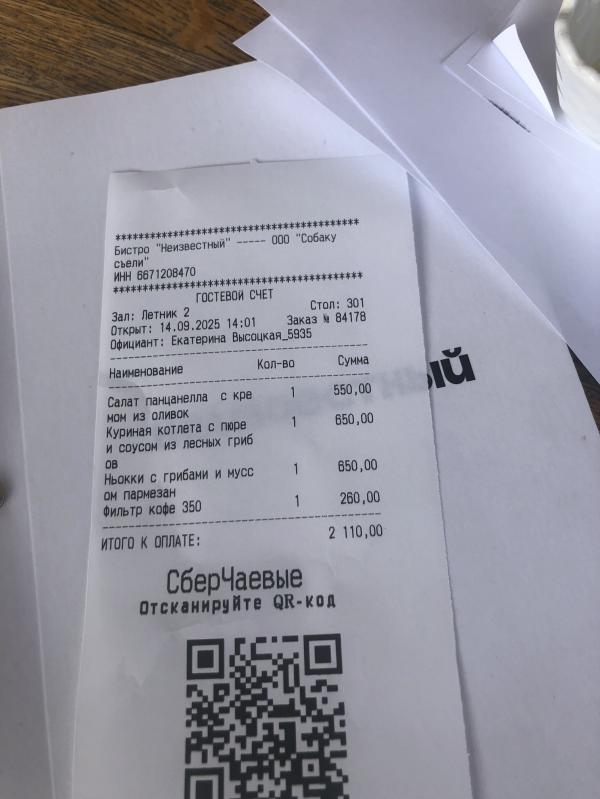 ******************************************
Бистро "Неизвестный" ----- ООО "Собаку
съели"
ИНН 6671208470
******************************************
ГОСТЕВОЙ СЧЕТ
Зал: Летник 2 Стол: 301
Открыт: 14.09.2025 14:01 Заказ № 84178
Официант: Екатерина Высоцкая_5935
Наименование Кол-во Сумма
Салат панцанелла с кре 1 550,00
мом из оливок
Куриная котлета с пюре 1 650,00
и соусом из лесных гриб
ов
Ньокки с грибами и мусс 1 650,00
ом пармезан
Фильтр кофе 350 1 260,00
ИТОГО К ОПЛАТЕ: 2 110,00
СберЧаевые
Отсканируйте QR-код
ый